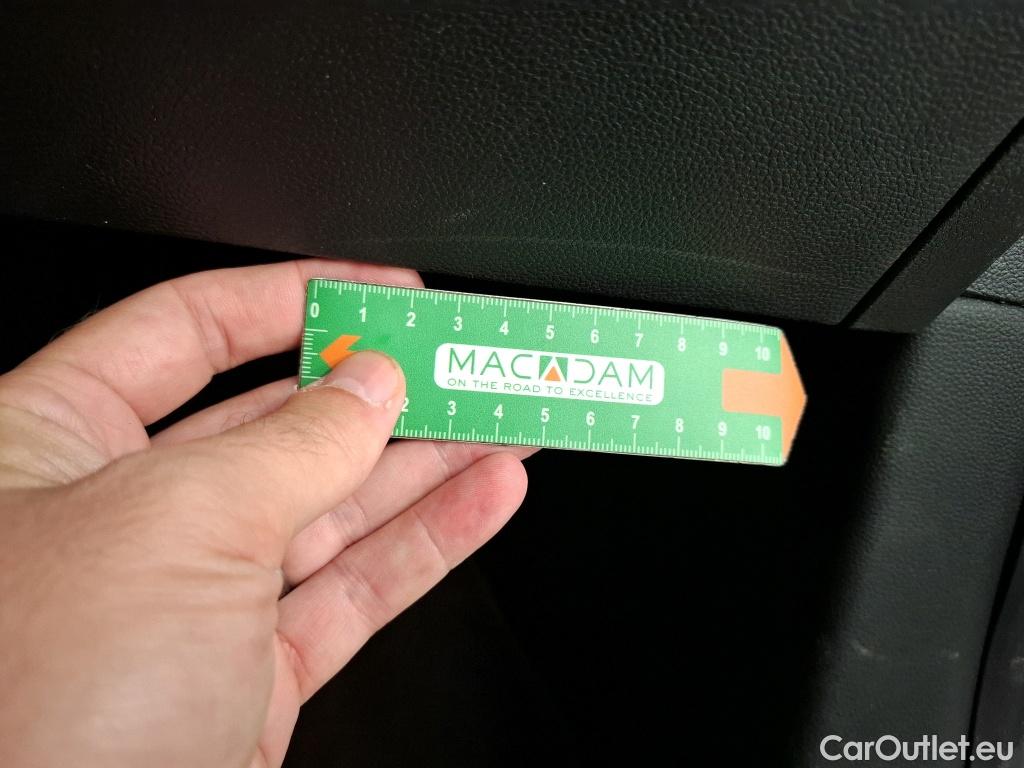 0 1 2 3 4 5 6 7 8 9 10
MACADAM
ON THE ROAD TO EXCELLENCE
2 3 4 5 6 7 8 9 10
CarOutlet.eu